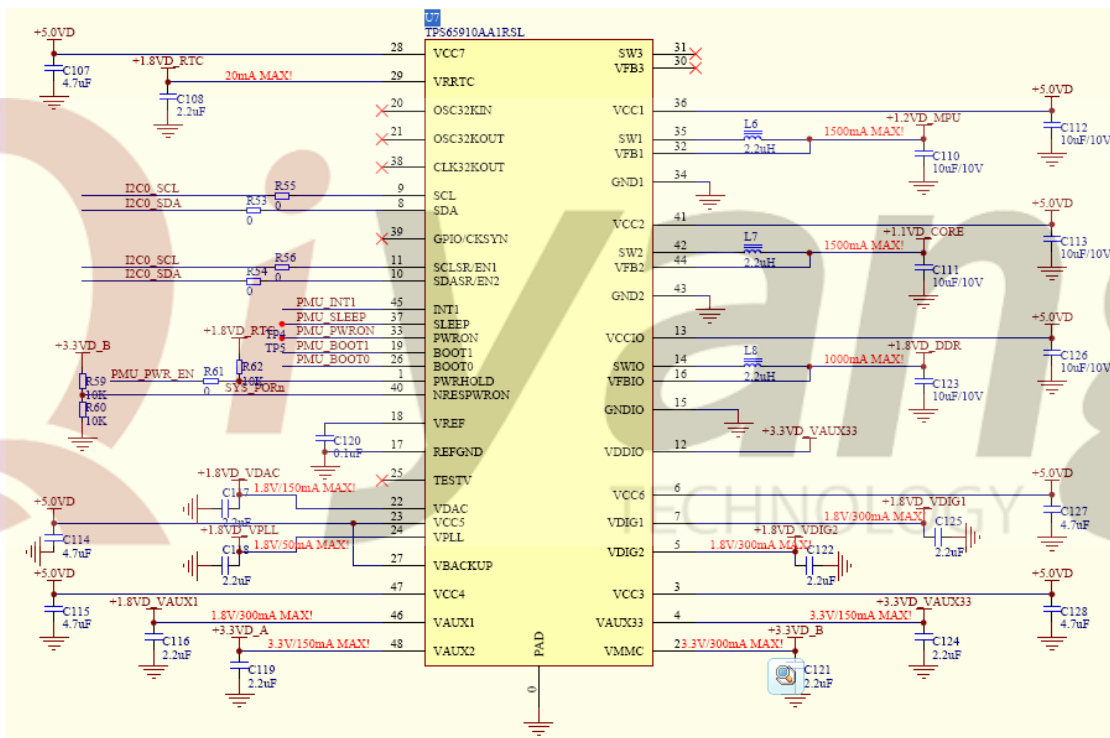 U7
TPS65910AA1RSL
+5.0VD
C107
4.7uF
28
VCC7
+1.8VD_RTC
20mA MAX!
29
VRRTC
C108
2.2uF
20
OSC32KIN
21
OSC32KOUT
38
CLK32KOUT
I2C0_SCL
R55
0
9
SCL
I2C0_SDA
R53
0
8
SDA
39
GPIO/CKSYN
I2C0_SCL
R56
0
11
SCLSR/EN1
I2C0_SDA
R54
0
10
SDASR/EN2
PMU_INT1
45
INT1
PMU_SLEEP
37
SLEEP
+1.8VD_RTC
TP4
PMU_PWRON
33
PWRON
TP5
PMU_BOOT1
19
BOOT1
PMU_BOOT0
26
BOOT0
+3.3VD_B
PMU_PWR_EN
R61
0
R62
10K
1
PWRHOLD
R59
10K
SYS_PORn
40
NRESPWRON
R60
10K
18
VREF
C120
0.1uF
17
REFGND
25
TESTV
+1.8VD_VDAC
1.8V/150mA MAX!
2.2uF
22
VDAC
+5.0VD
23
VCC5
C114
4.7uF
+1.8VD_VPLL
1.8V/50mA MAX!
24
VPLL
2.2uF
27
VBACKUP
+5.0VD
47
VCC4
C115
4.7uF
+1.8VD_VAUX1
1.8V/300mA MAX!
46
VAUX1
C116
2.2uF
+3.3VD_A
3.3V/150mA MAX!
48
VAUX2
C119
2.2uF
PAD
0
SW3
31
VFB3
30
VCC1
36
+5.0VD
C112
10uF/10V
SW1
35
L6
2.2uH
1500mA MAX!
+1.2VD_MPU
VFB1
32
C110
10uF/10V
GND1
34
VCC2
41
+5.0VD
C113
10uF/10V
SW2
42
L7
2.2uH
1500mA MAX!
+1.1VD_CORE
VFB2
44
C111
10uF/10V
GND2
43
VCCIO
13
+5.0VD
C126
10uF/10V
SWIO
14
L8
2.2uH
1000mA MAX!
+1.8VD_DDR
VFBIO
16
C123
10uF/10V
GNDIO
15
VDDIO
12
+3.3VD_VAUX33
VCC6
6
+5.0VD
C127
4.7uF
VDIG1
7
1.8V/300mA MAX
+1.8VD_VDIG1
C125
2.2uF
VDIG2
5
1.8V/300mA MAX!
+1.8VD_VDIG2
C122
2.2uF
VCC3
3
+5.0VD
C128
4.7uF
VAUX33
4
3.3V/150mA MAX!
+3.3VD_VAUX33
C124
2.2uF
VMMC
2
3.3V/300mA MAX!
+3.3VD_B
C121
2.2uF
Qiyang
TECHNOLOGY